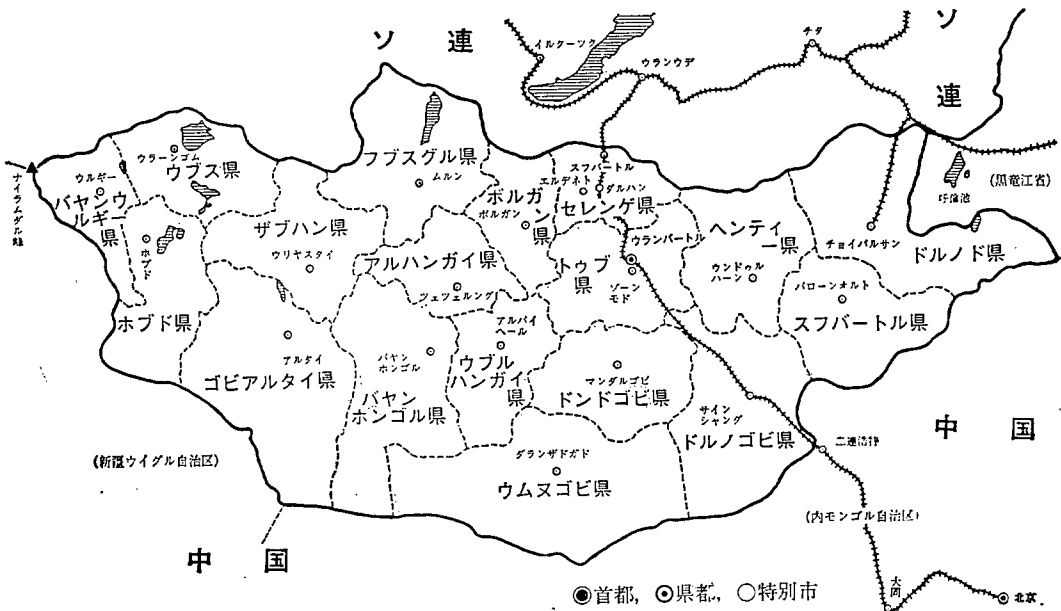 ソ連
ソ
連
イルクーツク
ウランウデ
チタ
ナイラムダル峰
ウラーンゴム
ウブス県
ウルギー
バヤンウ
ルギー県
ホブド
ホブド県
フブスグル県
ムルン
ザブハン県
ウリヤスタイ
アルハンガイ県
ツェツェルレング
ボルガン県
ボルガン
スフバートル
エルデネト
ダルハン
セレンゲ県
ウランバートル
トゥブ県
ゾーン
モド
ヘンティー県
ウンドゥル
ハーン
チョイバルサン
ドルノド県
(黒竜江省)
呼倫池
バローンオルト
スフバートル県
アルタイ
ゴビアルタイ県
バヤン
ホンゴル
バヤン
ホンゴル県
アルバイ
ヘール
ウブル
ハンガイ県
マンダルゴビ
ドンドゴビ県
サイン
シャンダ
ドルノゴビ県
ダランザドガド
ウムヌゴビ県
二連浩特
中国
(新疆ウイグル自治区)
(内モンゴル自治区)
中国
大同
北京
◉首都, ⊙県都, ○特別市